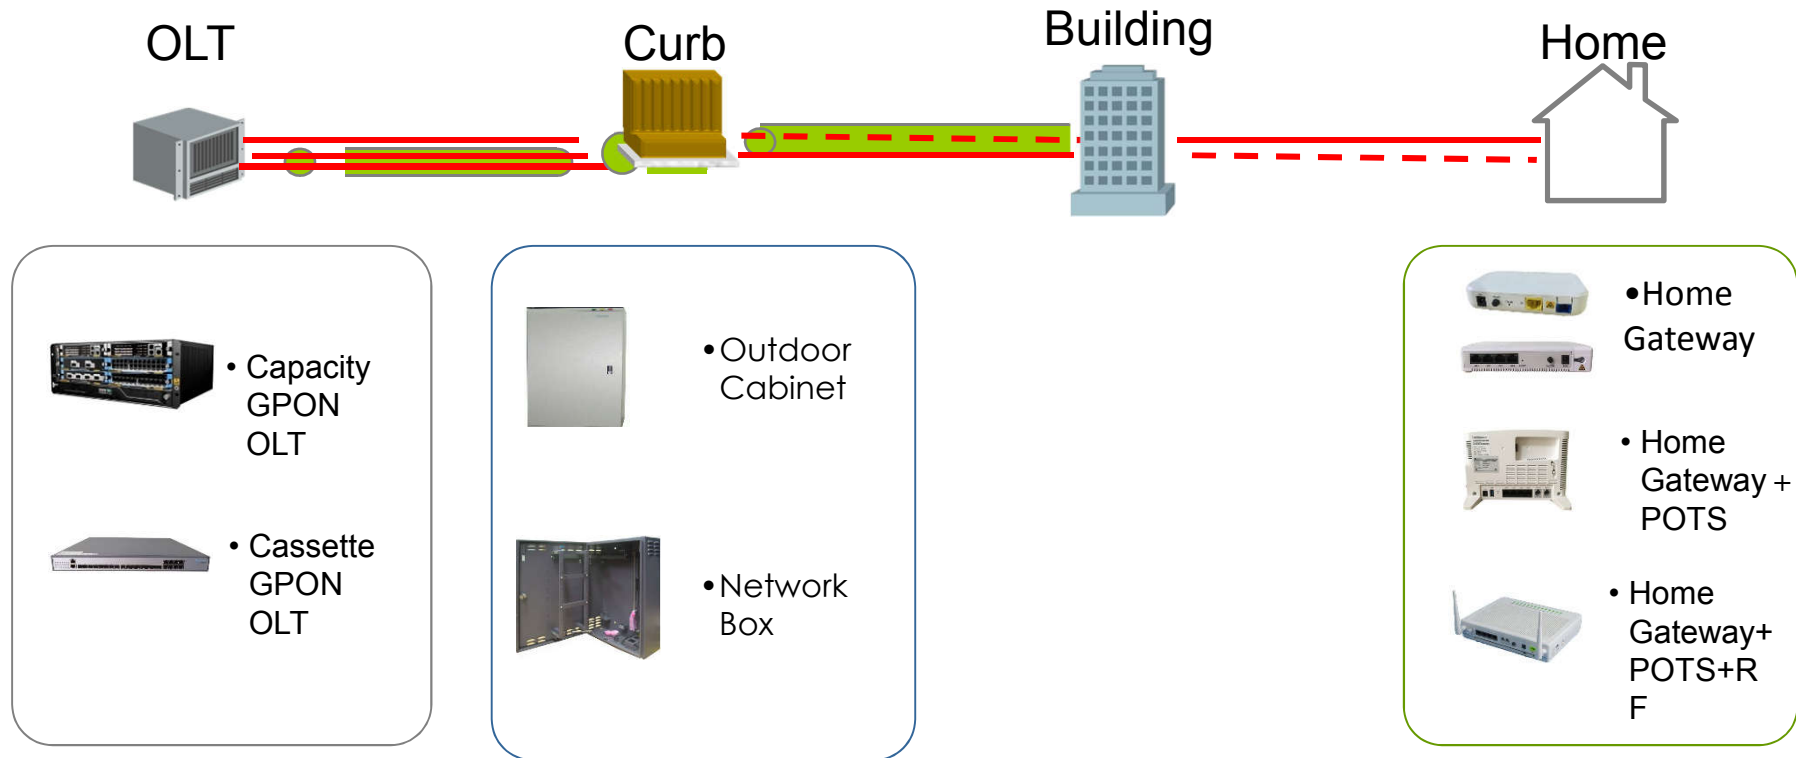 OLT
Curb
Building
Home
• Capacity
GPON
OLT
• Cassette
GPON
OLT
•Outdoor
Cabinet
•Network
Box
•Home
Gateway
• Home
Gateway +
POTS
• Home
Gateway+
POTS+R
F